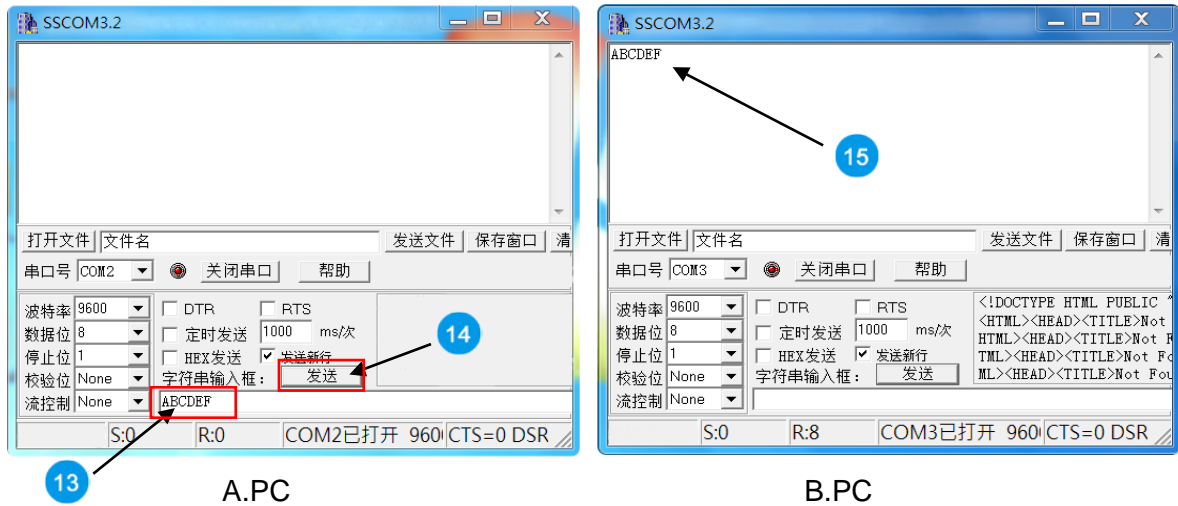 SSCOM3.2
打开文件 文件名 发送文件 保存窗口 清
串口号 COM2 关闭串口 帮助
波特率 9600 DTR RTS
数据位 8 定时发送 1000 ms/次
停止位 1 HEX发送 发送新行
校验位 None 字符串输入框： 发送
流控制 None ABCDEF
S:0 R:0 COM2已打开 960 CTS=0 DSR
13
14
A.PC
SSCOM3.2
ABCDEF
15
打开文件 文件名 发送文件 保存窗口 清
串口号 COM3 关闭串口 帮助
波特率 9600 DTR RTS
数据位 8 定时发送 1000 ms/次
停止位 1 HEX发送 发送新行
校验位 None 字符串输入框： 发送
流控制 None
<!DOCTYPE HTML PUBLIC "
<HTML><HEAD><TITLE>Not
HTML><HEAD><TITLE>Not F
TML><HEAD><TITLE>Not Fo
ML><HEAD><TITLE>Not Fou
S:0 R:8 COM3已打开 960 CTS=0 DSR
B.PC